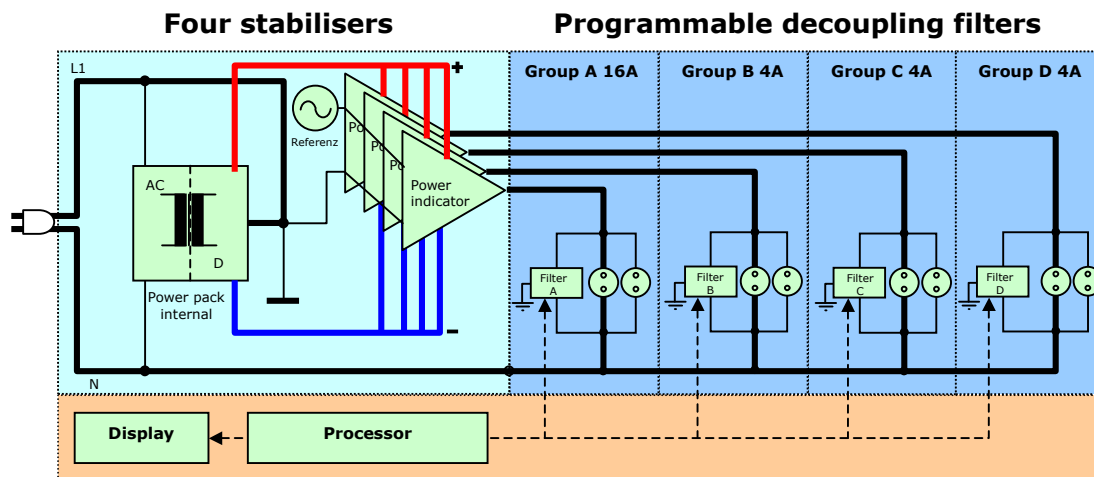 Four stabilisers
Programmable decoupling filters
L1
+
Group A 16A
Group B 4A
Group C 4A
Group D 4A
Referenz
Po
Po
Po
Power
indicator
AC
D
Power pack
internal
Filter
A
Filter
B
Filter
C
Filter
D
-
N
Display
Processor